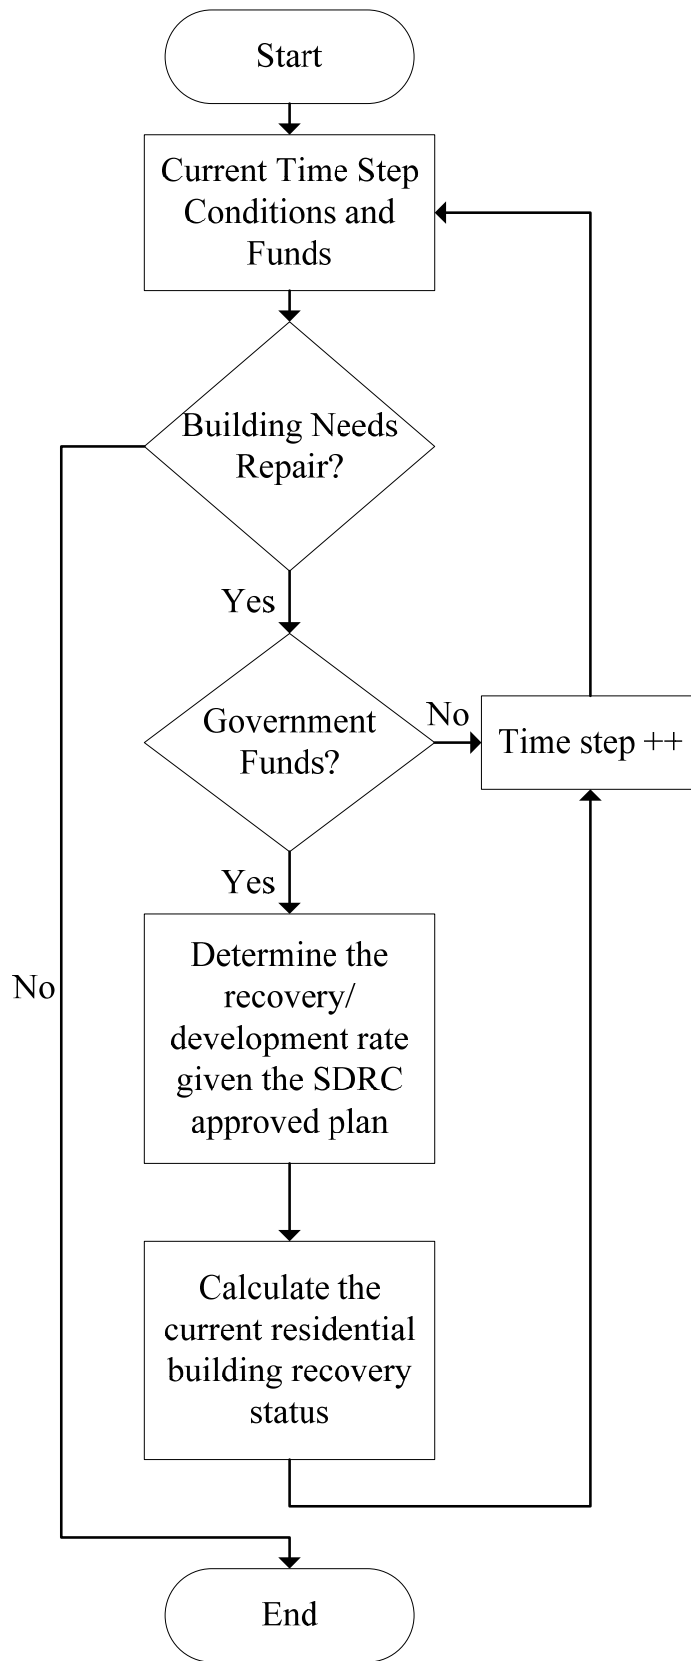 Start
Current Time Step
Conditions and
Funds
Building Needs
Repair?
Yes
Government
Funds?
No
Time step ++
Yes
Determine the
recovery/
development rate
given the SDRC
approved plan
No
Calculate the
current residential
building recovery
status
End